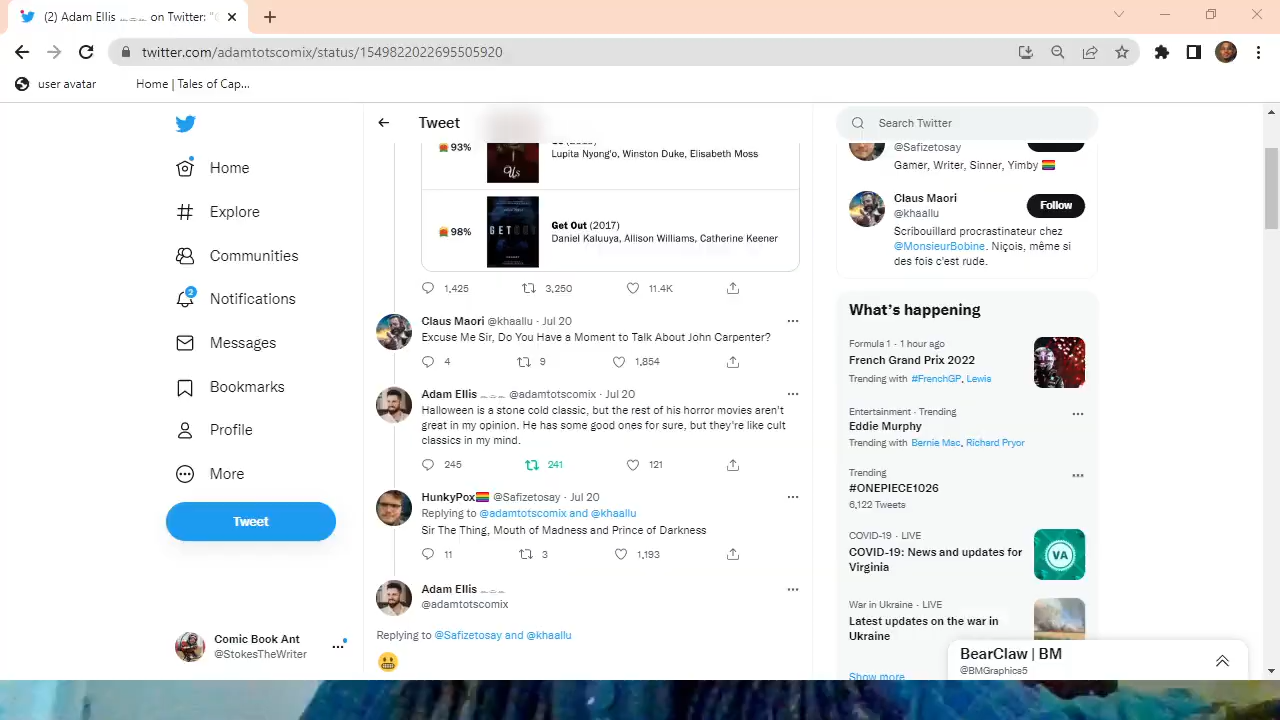 (2) Adam Ellis on Twitter: "
twitter.com/adamtotscomix/status/1549822022695505920
user avatar
Home | Tales of Cap...
Home
Explore
Communities
2
Notifications
Messages
Bookmarks
Profile
More
Tweet
Comic Book Ant
@StokesTheWriter
Tweet
93%
Us
Lupita Nyong'o, Winston Duke, Elisabeth Moss
98%
GET OUT
Get Out (2017)
Daniel Kaluuya, Allison Williams, Catherine Keener
1,425 3,250 11.4K
Claus Maori @khaallu · Jul 20
Excuse Me Sir, Do You Have a Moment to Talk About John Carpenter?
4 9 1,854
Adam Ellis @adamtotscomix · Jul 20
Halloween is a stone cold classic, but the rest of his horror movies aren't
great in my opinion. He has some good ones for sure, but they're like cult
classics in my mind.
245 241 121
HunkyPox🏳️‍🌈 @Safizetosay · Jul 20
Replying to @adamtotscomix and @khaallu
Sir The Thing, Mouth of Madness and Prince of Darkness
11 3 1,193
Adam Ellis
@adamtotscomix
Replying to @Safizetosay and @khaallu
😬
Search Twitter
@Safizetosay
Gamer, Writer, Sinner, Yimby 🏳️‍🌈
Claus Maori
@khaallu
Follow
Scribouillard procrastinateur chez
@MonsieurBobine. Niçois, même si
des fois c'est rude.
What's happening
Formula 1 · 1 hour ago
French Grand Prix 2022
Trending with #FrenchGP, Lewis
Entertainment · Trending
Eddie Murphy
Trending with Bernie Mac, Richard Pryor
Trending
#ONEPIECE1026
6,122 Tweets
COVID-19 · LIVE
COVID-19: News and updates for
Virginia
VA
War in Ukraine · LIVE
Latest updates on the war in
Ukraine
Show more
BearClaw | BM
@BMGraphics5